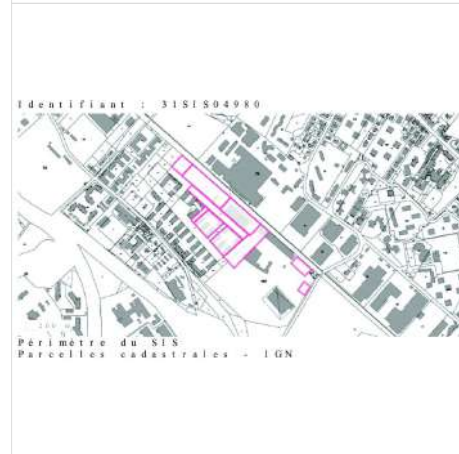 Identifiant : 31SIS04980
Périmètre du SIS
Parcelles cadastrales - IGN